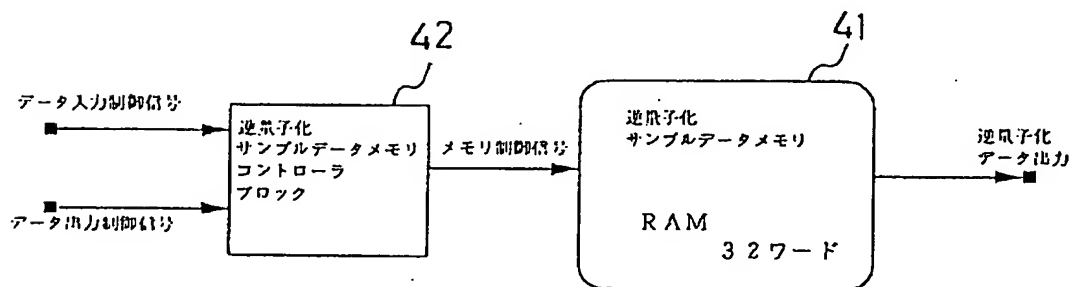 42
41
データ入力制御信号
逆量子化
サンプルデータメモリ
コントローラ
ブロック
データ出力制御信号
メモリ制御信号
逆量子化
サンプルデータメモリ
RAM
32ワード
逆量子化
データ出力